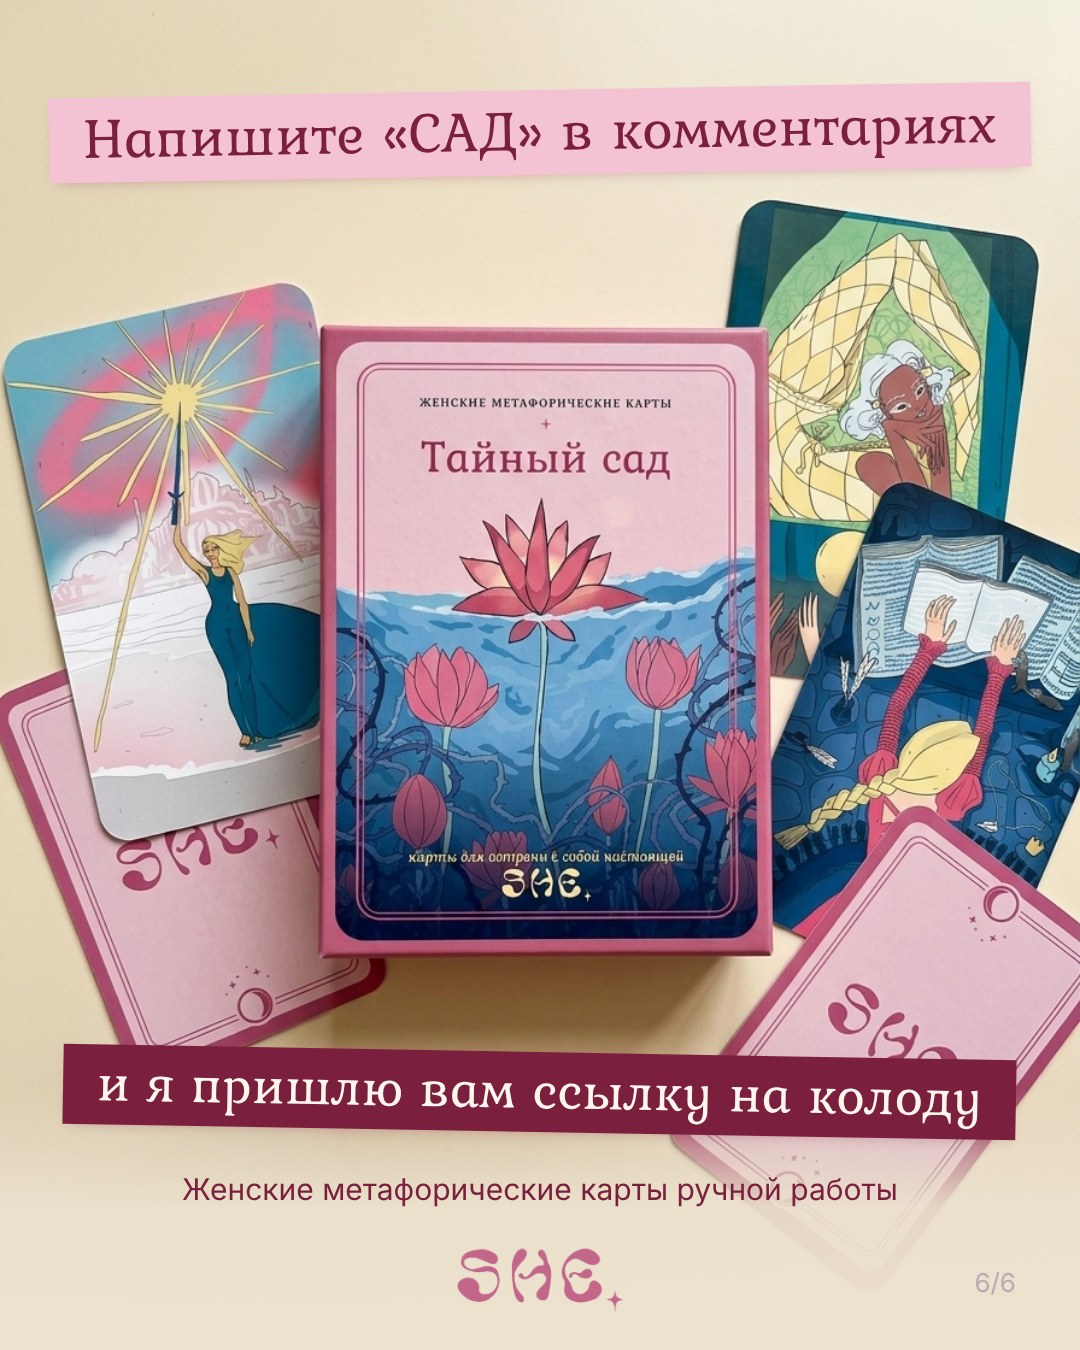 Напишите «САД» в комментариях
ЖЕНСКИЕ МЕТАФОРИЧЕСКИЕ КАРТЫ
Тайный сад
SHE
карты для встречи с собой настоящей
SHE
SHE
и я пришлю вам ссылку на колоду
Женские метафорические карты ручной работы
SHE
6/6